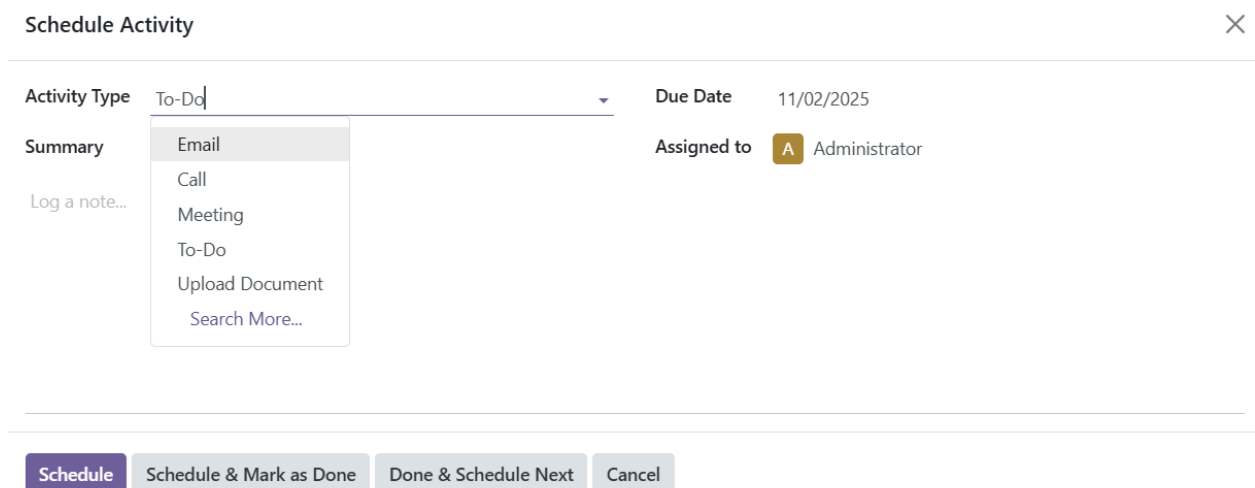 Schedule Activity
Activity Type To-Do Due Date 11/02/2025
Summary Assigned to A Administrator
Log a note...
Email
Call
Meeting
To-Do
Upload Document
Search More...
Schedule Schedule & Mark as Done Done & Schedule Next Cancel